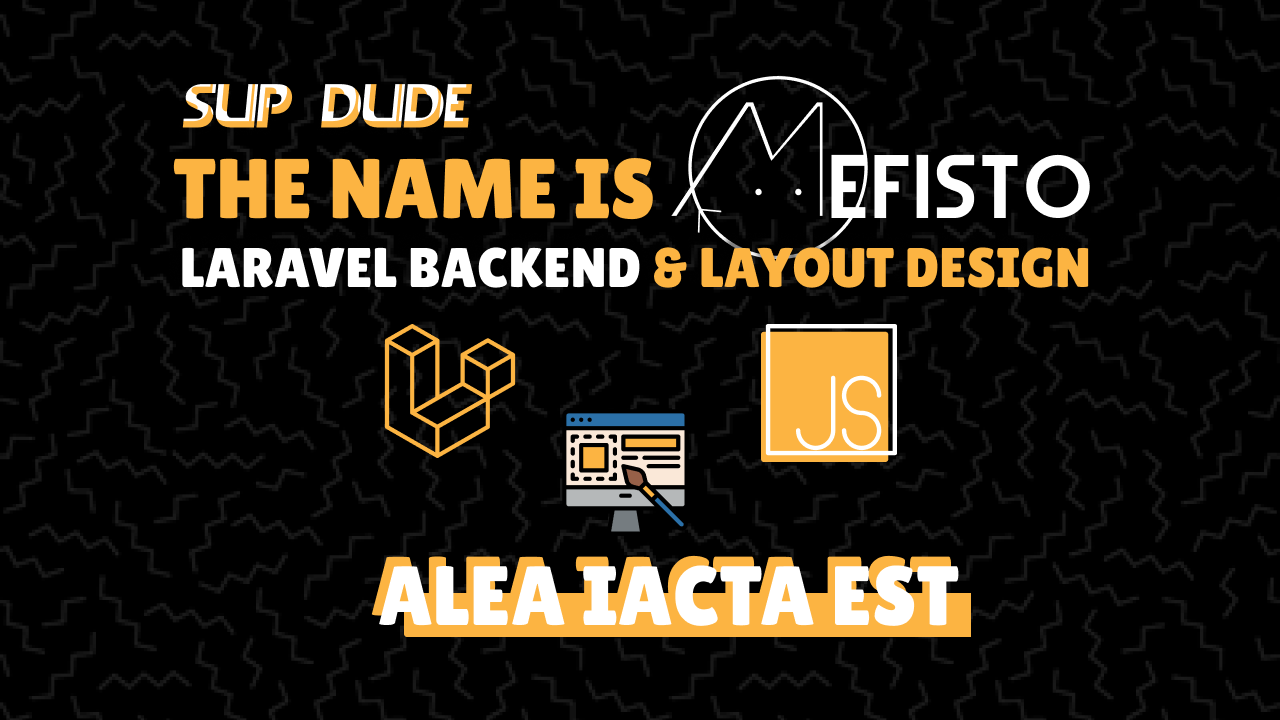 SUP DUDE
THE NAME IS MEFISTO
LARAVEL BACKEND & LAYOUT DESIGN
JS
ALEA IACTA EST